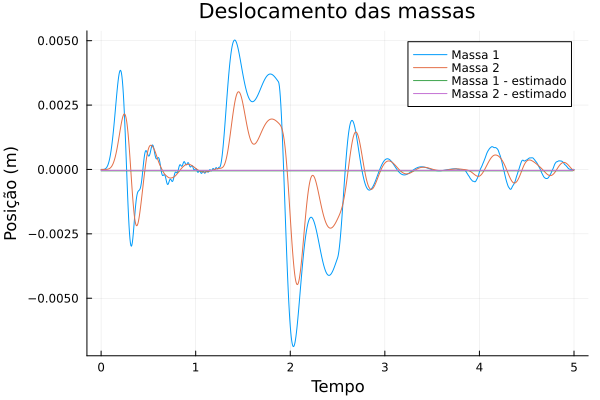 Deslocamento das massas
Massa 1
Massa 2
Massa 1 - estimado
Massa 2 - estimado
0.0050
0.0025
0.0000
−0.0025
−0.0050
Posição (m)
0 1 2 3 4 5
Tempo